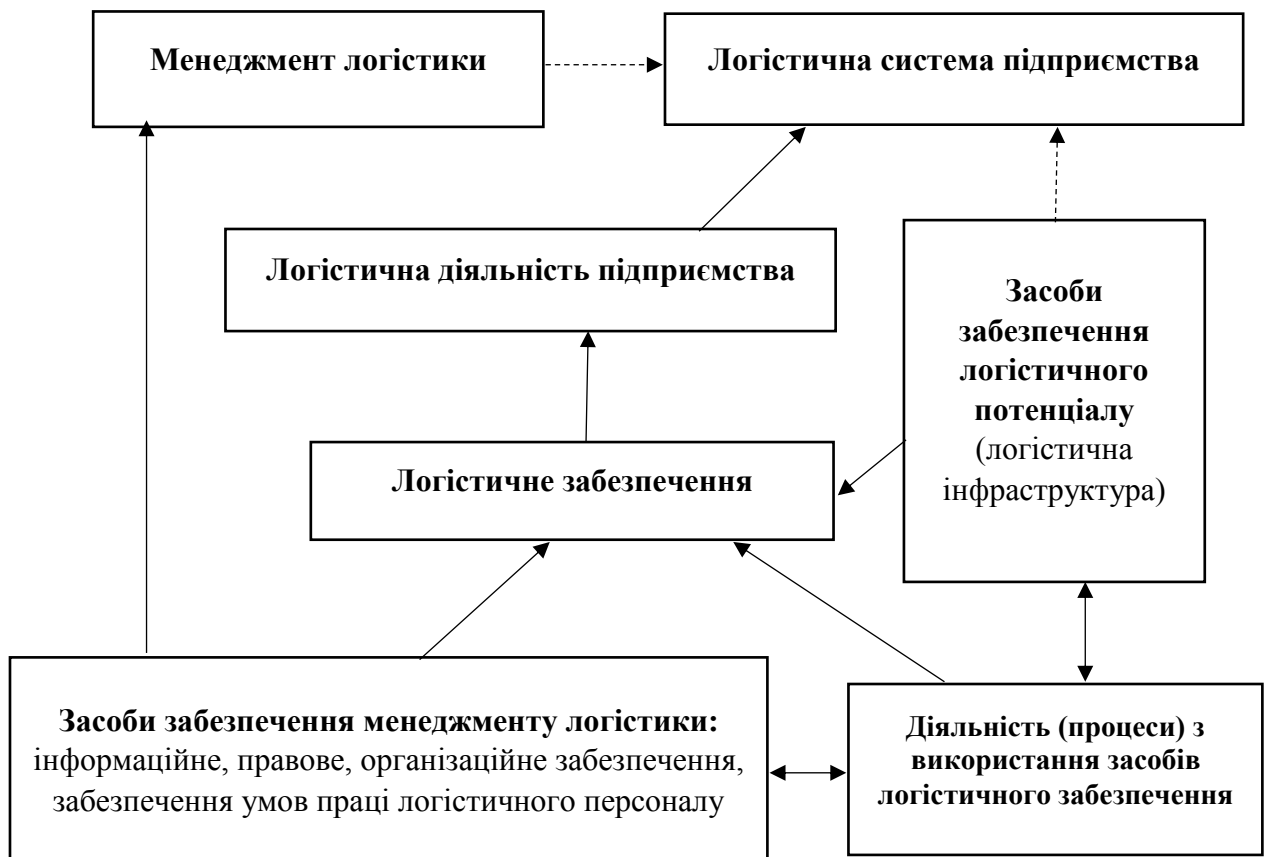 Менеджмент логістики
Логістична система підприємства
Логістична діяльність підприємства
Засоби
забезпечення
логістичного
потенціалу
(логістична
інфраструктура)
Логістичне забезпечення
Засоби забезпечення менеджменту логістики:
інформаційне, правове, організаційне забезпечення,
забезпечення умов праці логістичного персоналу
Діяльність (процеси) з
використання засобів
логістичного забезпечення